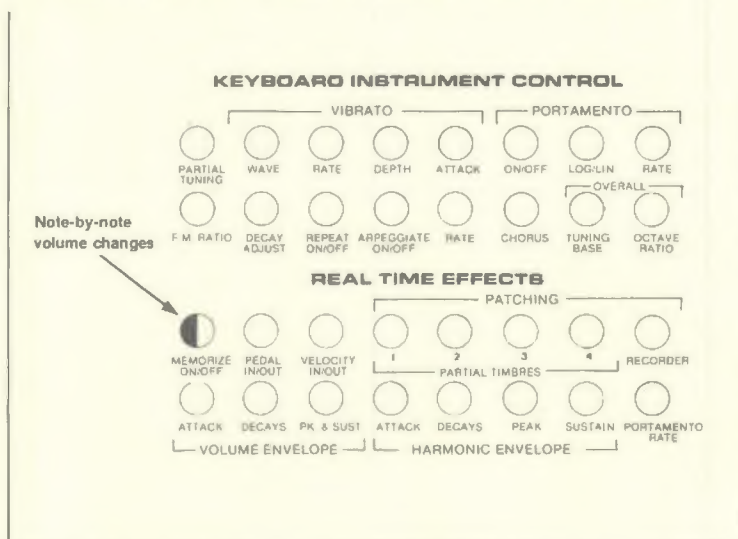 KEYBOARD INSTRUMENT CONTROL
VIBRATO
PORTAMENTO
PARTIAL TUNING
WAVE
RATE
DEPTH
ATTACK
ON/OFF
LOG/LIN
RATE
OVERALL
Note-by-note
volume changes
F.M. RATIO
DECAY ADJUST
REPEAT ON/OFF
ARPEGGIATE ON/OFF
RATE
CHORUS
TUNING BASE
OCTAVE RATIO
REAL TIME EFFECTS
PATCHING
1 2 3 4
MEMORIZE ON/OFF
PEDAL IN/OUT
VELOCITY IN/OUT
PARTIAL TIMBRES
RECORDER
ATTACK
DECAYS
PK & SUST
ATTACK
DECAYS
PEAK
SUSTAIN
PORTAMENTO RATE
VOLUME ENVELOPE
HARMONIC ENVELOPE